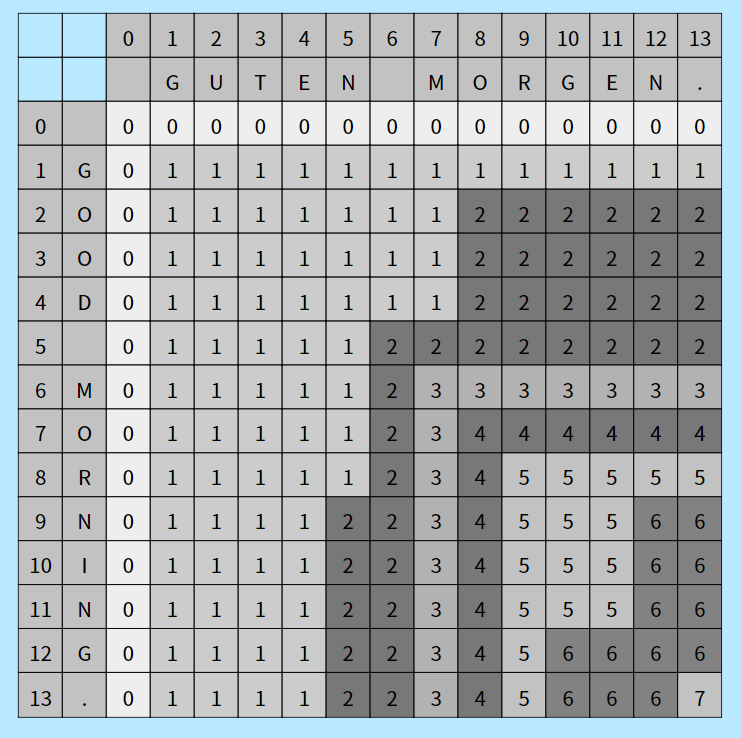 0 1 2 3 4 5 6 7 8 9 10 11 12 13
G U T E N M O R G E N .
0 0 0 0 0 0 0 0 0 0 0 0 0 0 0
1 G 0 1 1 1 1 1 1 1 1 1 1 1 1 1
2 O 0 1 1 1 1 1 1 1 2 2 2 2 2 2
3 O 0 1 1 1 1 1 1 1 2 2 2 2 2 2
4 D 0 1 1 1 1 1 1 1 2 2 2 2 2 2
5 0 1 1 1 1 1 2 2 2 2 2 2 2 2
6 M 0 1 1 1 1 1 2 3 3 3 3 3 3 3
7 O 0 1 1 1 1 1 2 3 4 4 4 4 4 4
8 R 0 1 1 1 1 1 2 3 4 5 5 5 5 5
9 N 0 1 1 1 1 2 2 3 4 5 5 5 6 6
10 I 0 1 1 1 1 2 2 3 4 5 5 5 6 6
11 N 0 1 1 1 1 2 2 3 4 5 5 5 6 6
12 G 0 1 1 1 1 2 2 3 4 5 6 6 6 6
13 . 0 1 1 1 1 2 2 3 4 5 6 6 6 7